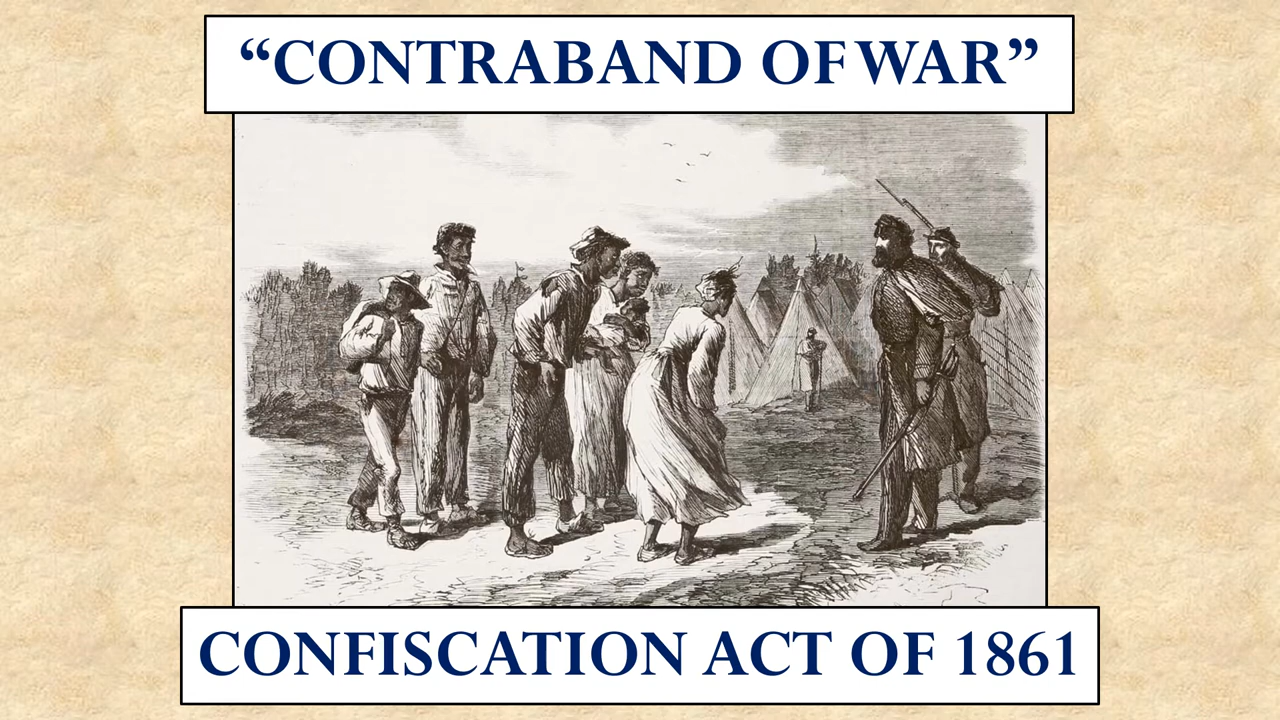 “CONTRABAND OF WAR”
CONFISCATION ACT OF 1861